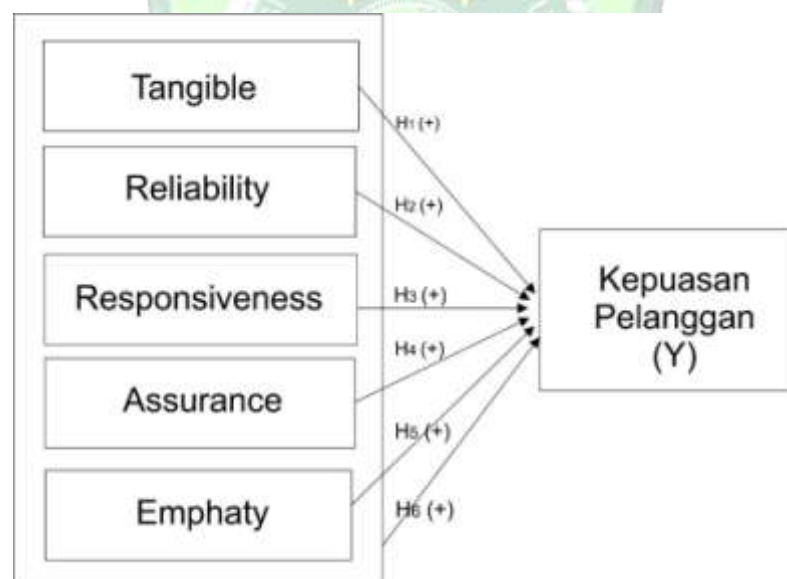 Tangible
H1 (+)
Reliability
H2 (+)
Responsiveness
H3 (+)
Kepuasan
Pelanggan
(Y)
H4 (+)
Assurance
H5 (+)
Emphaty
H6 (+)